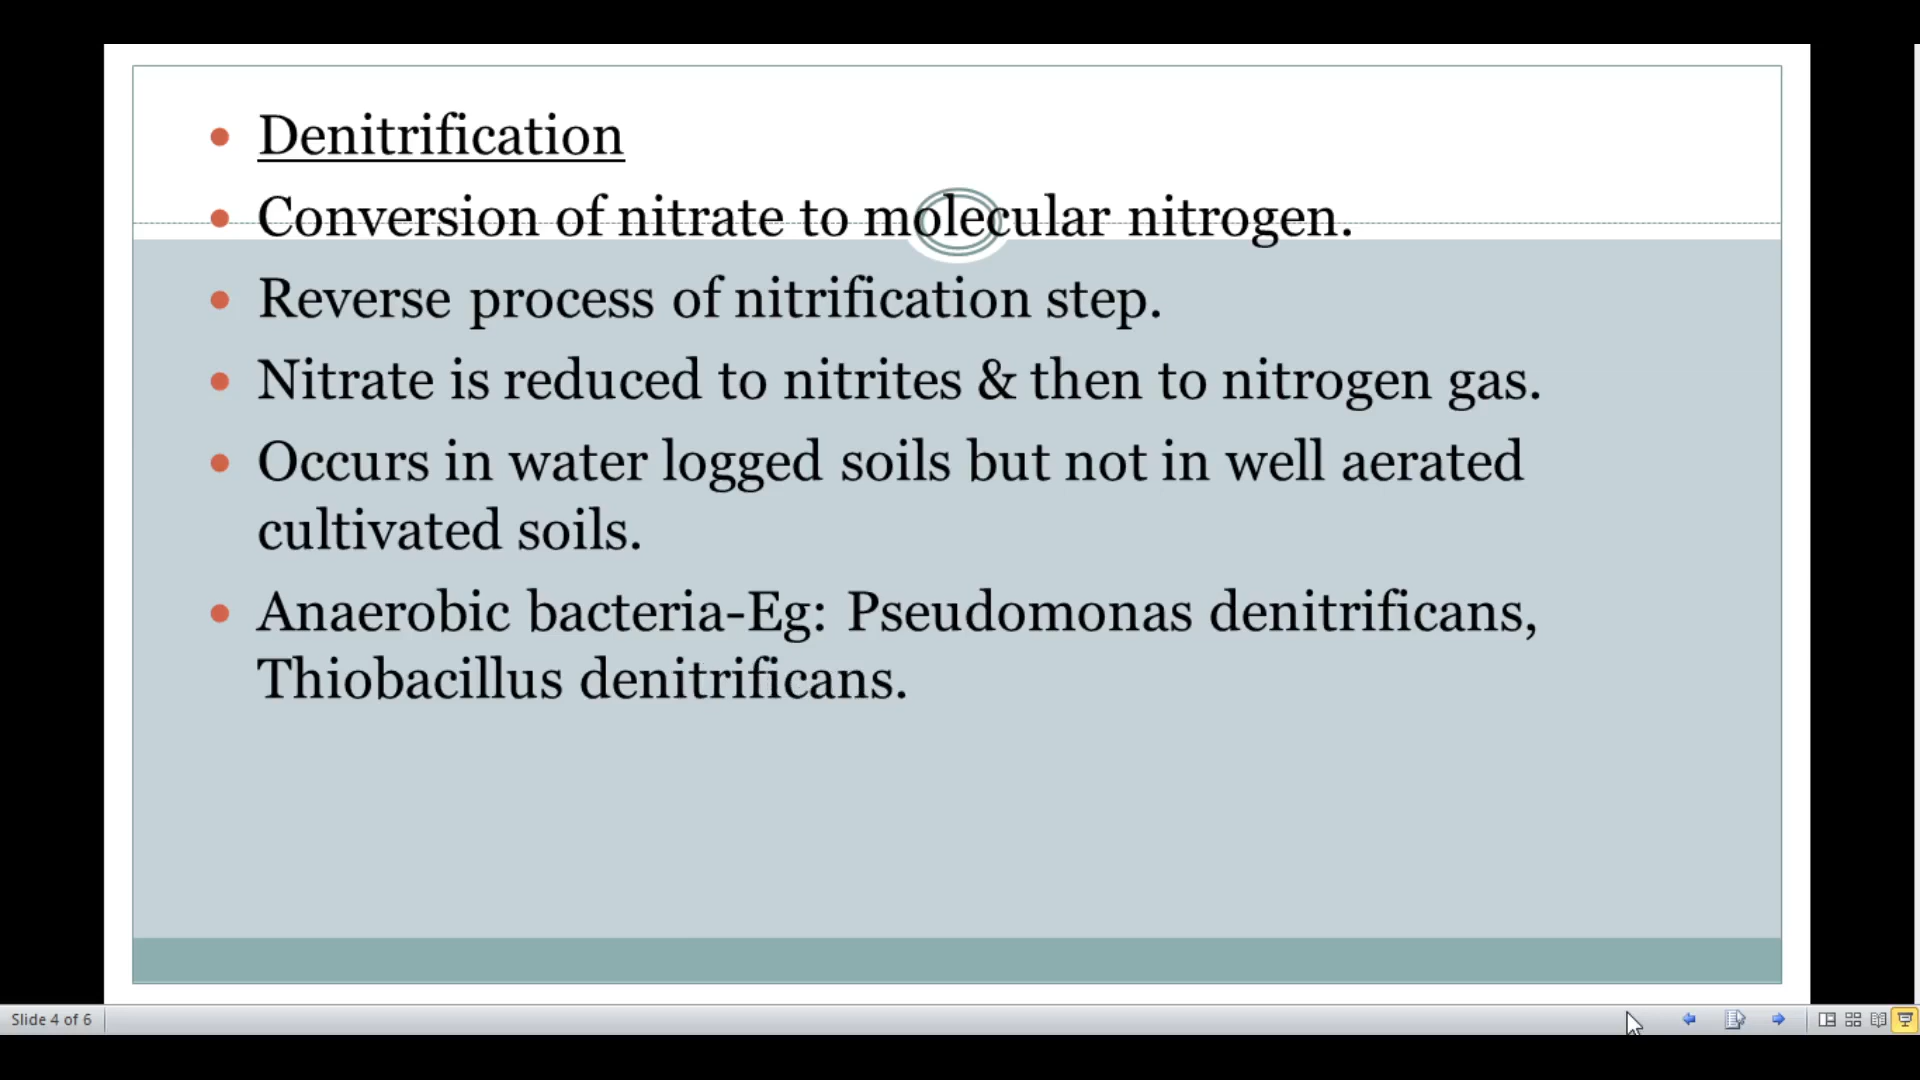 Denitrification
Conversion of nitrate to molecular nitrogen.
Reverse process of nitrification step.
Nitrate is reduced to nitrites & then to nitrogen gas.
Occurs in water logged soils but not in well aerated
cultivated soils.
Anaerobic bacteria-Eg: Pseudomonas denitrificans,
Thiobacillus denitrificans.
Slide 4 of 6